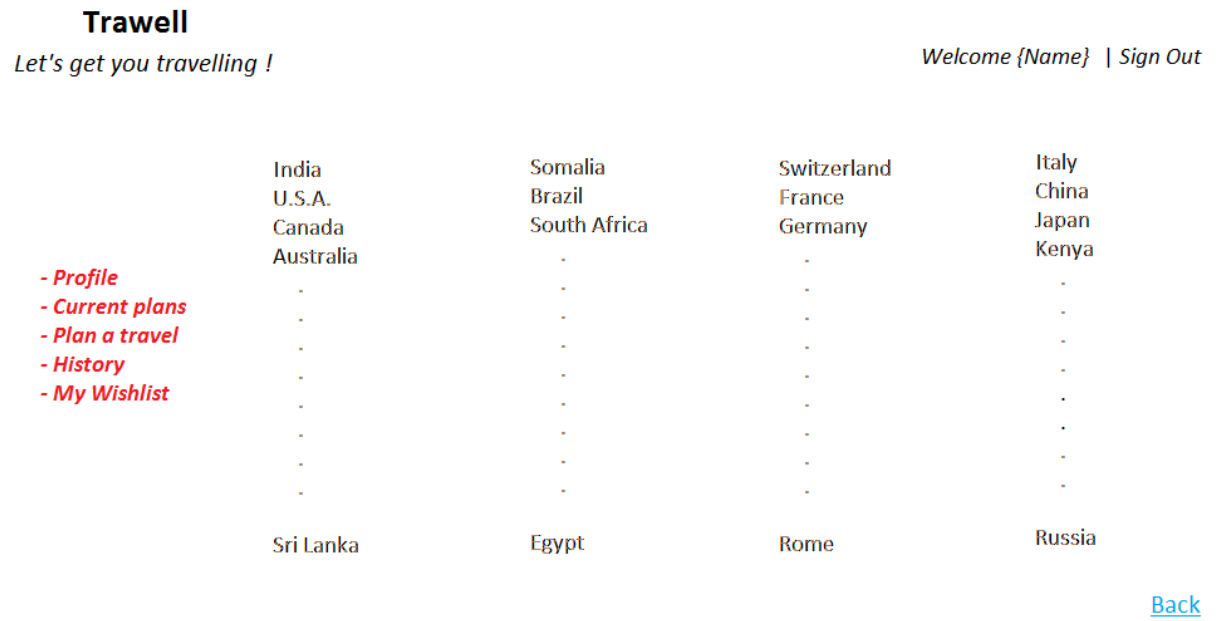 Trawell
Let's get you travelling !
Welcome {Name} | Sign Out
- Profile
- Current plans
- Plan a travel
- History
- My Wishlist
India
U.S.A.
Canada
Australia
.
.
.
.
.
.
.
.
Sri Lanka
Somalia
Brazil
South Africa
.
.
.
.
.
.
.
.
.
Egypt
Switzerland
France
Germany
.
.
.
.
.
.
.
.
.
Rome
Italy
China
Japan
Kenya
.
.
.
.
.
.
.
.
Russia
Back